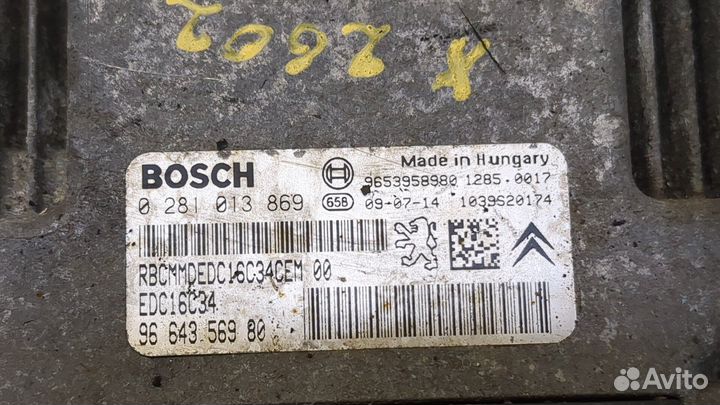 2602 x
BOSCH
Made in Hungary
9653958980 1285.0017
0 281 013 869
658
09-07-14
1039S20174
RBCMMDEDC16C34CEM 00
EDC16C34
96 643 569 80
Avito